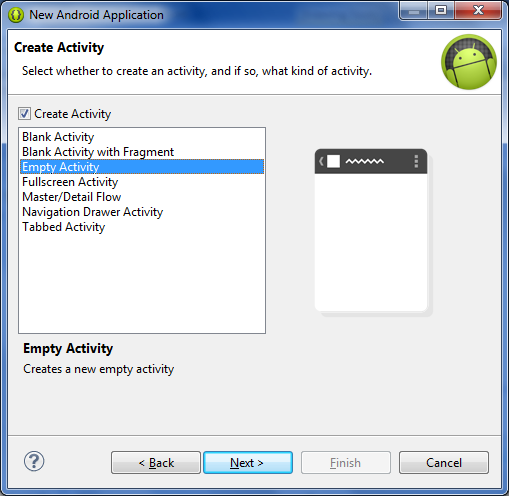 New Android Application
Create Activity
Select whether to create an activity, and if so, what kind of activity.
Create Activity
Blank Activity
Blank Activity with Fragment
Empty Activity
Fullscreen Activity
Master/Detail Flow
Navigation Drawer Activity
Tabbed Activity
Empty Activity
Creates a new empty activity
?
< Back
Next >
Finish
Cancel